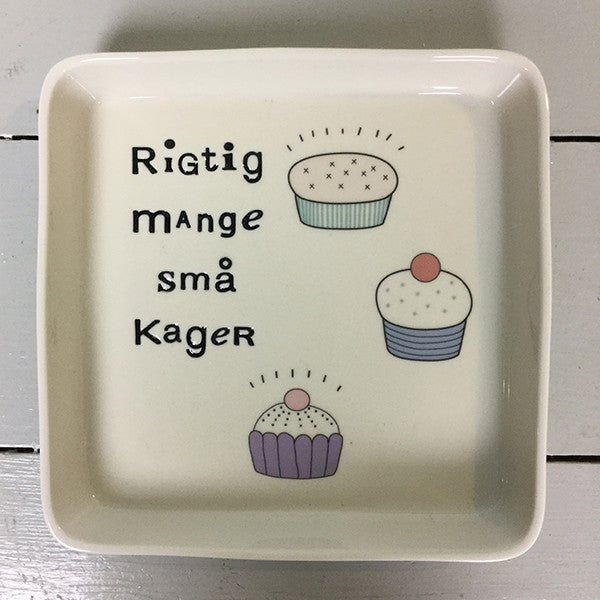 Rigtig
mange
små
Kager